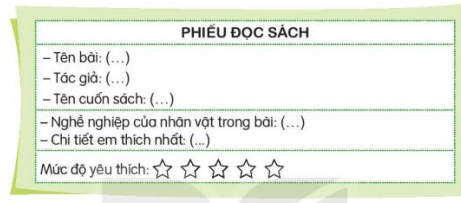 PHIẾU ĐỌC SÁCH
– Tên bài: (...)
– Tác giả: (...)
– Tên cuốn sách: (...)
– Nghề nghiệp của nhân vật trong bài: (...)
– Chi tiết em thích nhất: (...)
Mức độ yêu thích: